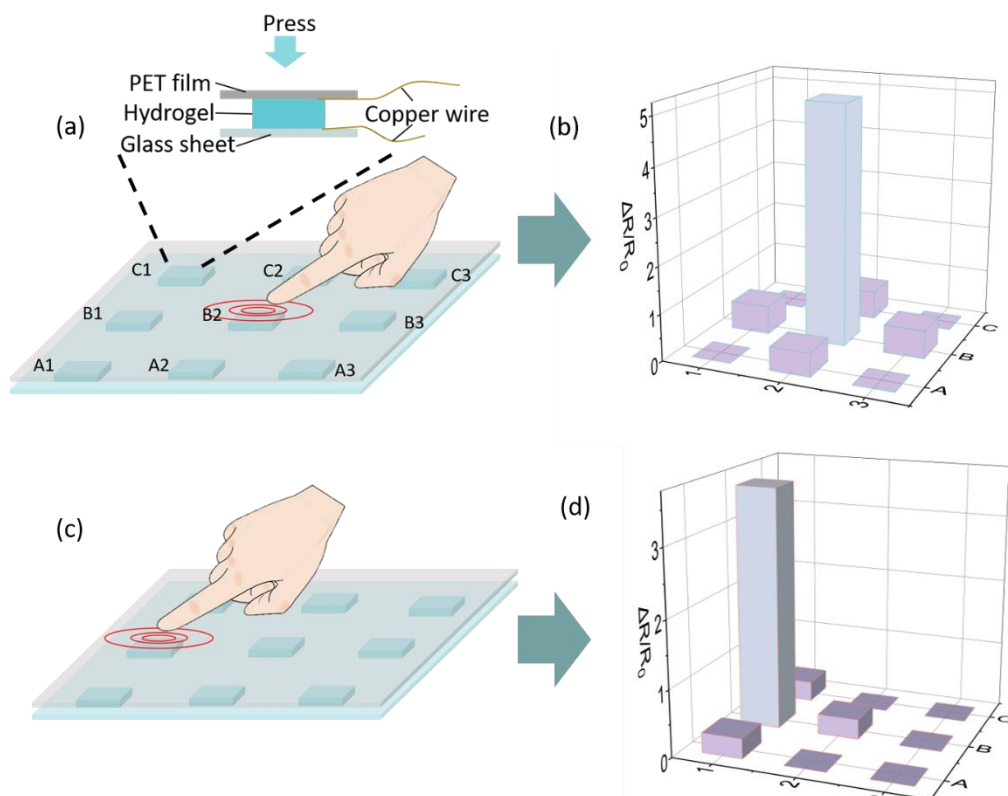 Press
PET film
Hydrogel
Copper wire
Glass sheet
(a)
C1
C2
C3
B1
B2
B3
A1
A2
A3
(b)
5
4
3
2
1
0
ΔR/R₀
1
2
3
A
B
C
(c)
(d)
3
2
1
0
ΔR/R₀
1
2
A
B
C